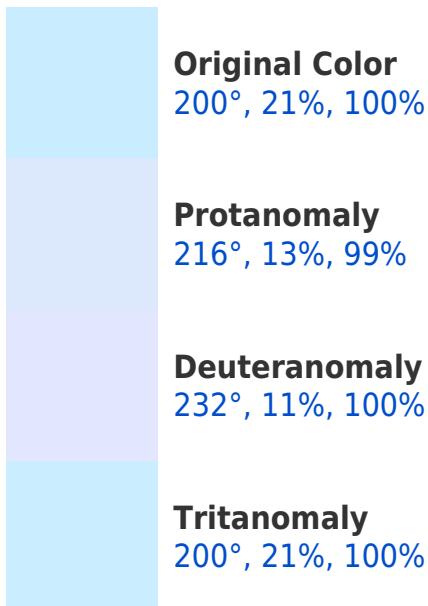 Original Color
200°, 21%, 100%
Protanomaly
216°, 13%, 99%
Deuteranomaly
232°, 11%, 100%
Tritanomaly
200°, 21%, 100%